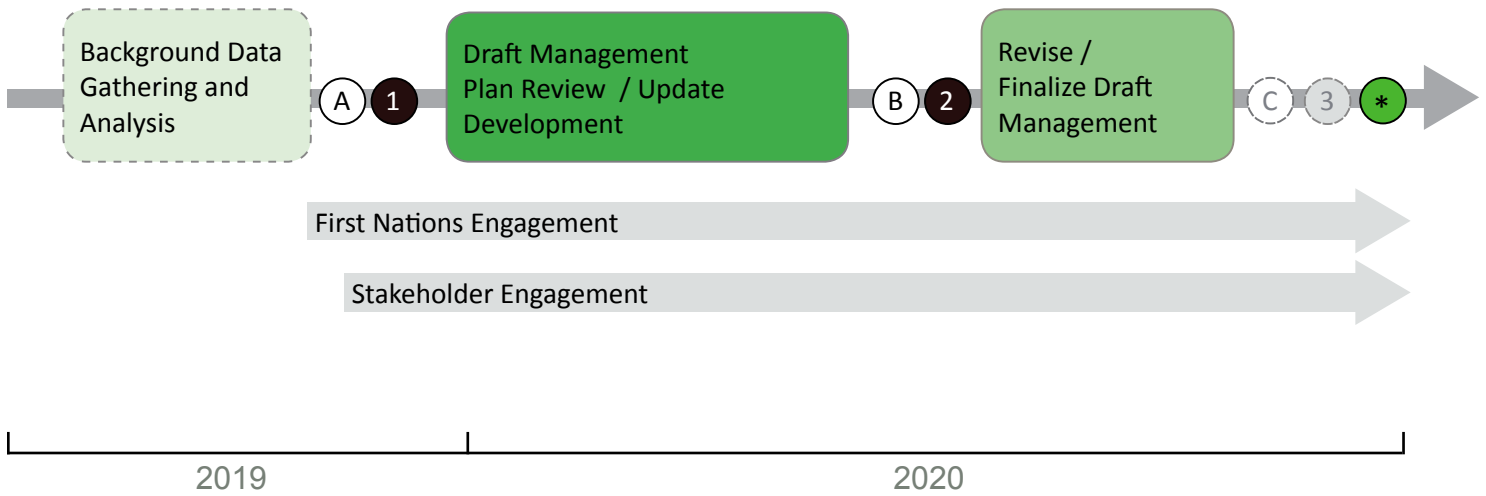 Background Data
Gathering and
Analysis
A
1
Draft Management
Plan Review / Update
Development
B
2
Revise /
Finalize Draft
Management
C
3
*
First Nations Engagement
Stakeholder Engagement
2019
2020